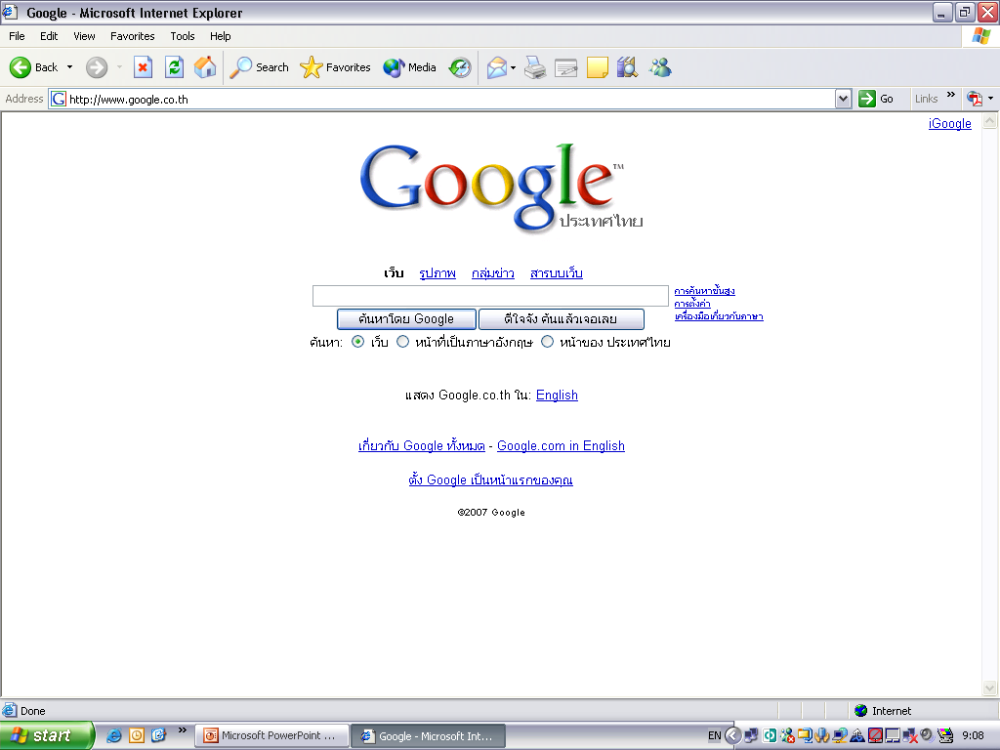 Google - Microsoft Internet Explorer
File Edit View Favorites Tools Help
Back Search Favorites Media
Address http://www.google.co.th Go Links »
iGoogle
Google™
ประเทศไทย
เว็บ รูปภาพ กลุ่มข่าว สารบบเว็บ
การค้นหาขั้นสูง
การตั้งค่า
เครื่องมือเกี่ยวกับภาษา
ค้นหาโดย Google ดีใจจัง ค้นแล้วเจอเลย
ค้นหา: เว็บ หน้าที่เป็นภาษาอังกฤษ หน้าของ ประเทศไทย
แสดง Google.co.th ใน: English
เกี่ยวกับ Google ทั้งหมด - Google.com in English
ตั้ง Google เป็นหน้าแรกของคุณ
©2007 Google
Done Internet
start » Microsoft PowerPoint ... Google - Microsoft Int... EN 9:08